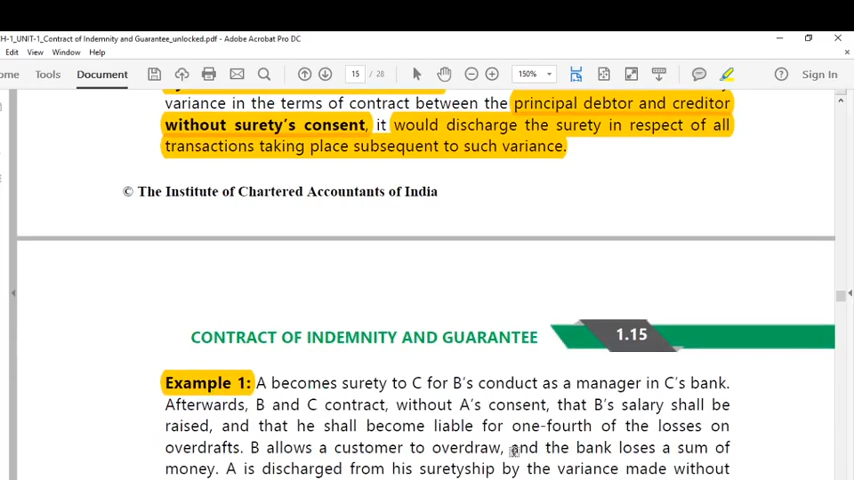 CH-1_UNIT-1_Contract of Indemnity and Guarantee_unlocked.pdf - Adobe Acrobat Pro DC
Edit View Window Help
Tools Document 15 / 28 150% Sign In
variance in the terms of contract between the principal debtor and creditor
without surety's consent, it would discharge the surety in respect of all
transactions taking place subsequent to such variance.
© The Institute of Chartered Accountants of India
CONTRACT OF INDEMNITY AND GUARANTEE 1.15
Example 1: A becomes surety to C for B's conduct as a manager in C's bank.
Afterwards, B and C contract, without A's consent, that B's salary shall be
raised, and that he shall become liable for one-fourth of the losses on
overdrafts. B allows a customer to overdraw, and the bank loses a sum of
money. A is discharged from his suretyship by the variance made without